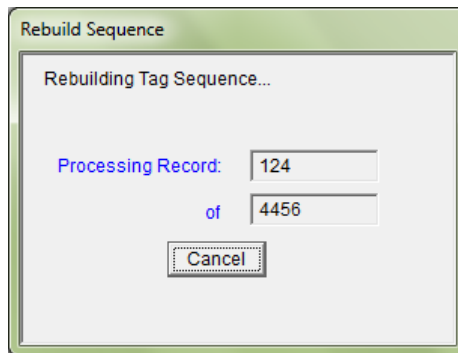 Rebuild Sequence
Rebuilding Tag Sequence...
Processing Record: 124
of 4456
Cancel